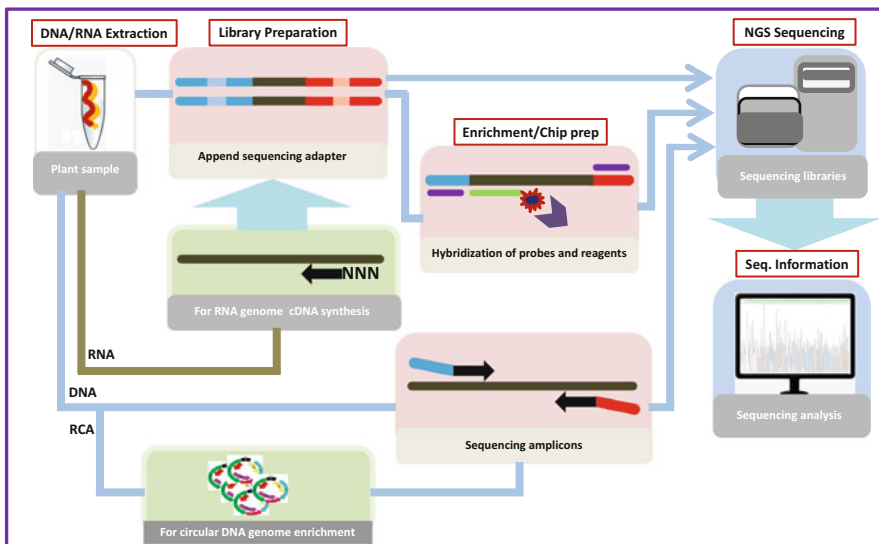 DNA/RNA Extraction
Library Preparation
NGS Sequencing
Plant sample
Append sequencing adapter
Enrichment/Chip prep
Sequencing libraries
Hybridization of probes and reagents
Seq. Information
NNN
For RNA genome cDNA synthesis
RNA
DNA
RCA
Sequencing amplicons
Sequencing analysis
For circular DNA genome enrichment